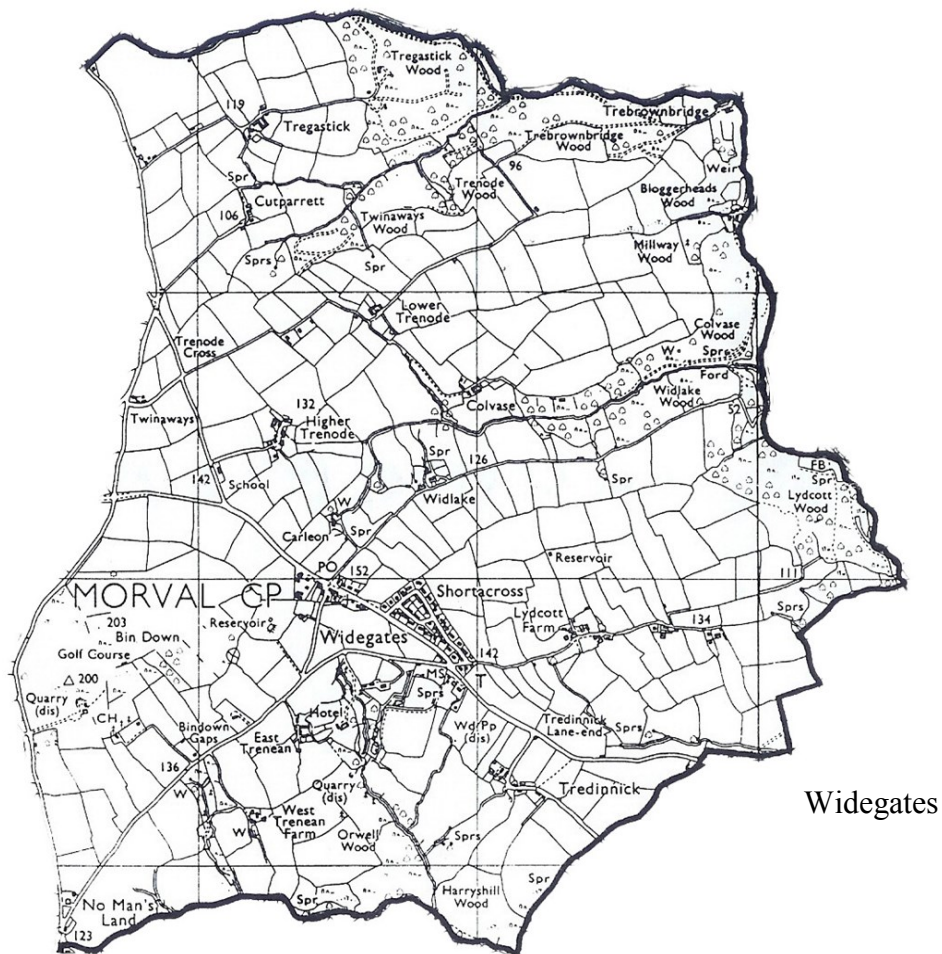 Tregastick
Wood
119
Tregastick
Trebrownbridge
Trebrownbridge
Wood
96
Weir
Spr
Trenode
Wood
Bloggerheads
Wood
Cutparrett
106
Twinaways
Wood
Millway
Wood
Sprs
Spr
Lower
Trenode
Colvase
Wood
Trenode
Cross
W
Sprs
Ford
Colvase
Widlake
Wood
52
Twinaways
132
Higher
Trenode
126
Spr
142
School
Widlake
Spr
FB
Spr
Lydcott
Wood
W
Carleon
Spr
Reservoir
PO
152
111
MORVAL CP
Shortacross
203
Reservoir
Lydcott
Farm
134
Sprs
Bin Down
Widegates
Golf Course
142
200
MS
T
Quarry
(dis)
Sprs
CH
Hotel
Wd Pp
(dis)
Tredinnick
Lane-end
Sprs
Bindown
Gaps
East
Trenean
136
Tredinnick
Widegates
W
Quarry
(dis)
West
Trenean
Farm
W
Orwell
Wood
Sprs
Spr
Harryshill
Wood
Spr
No Man's
Land
123